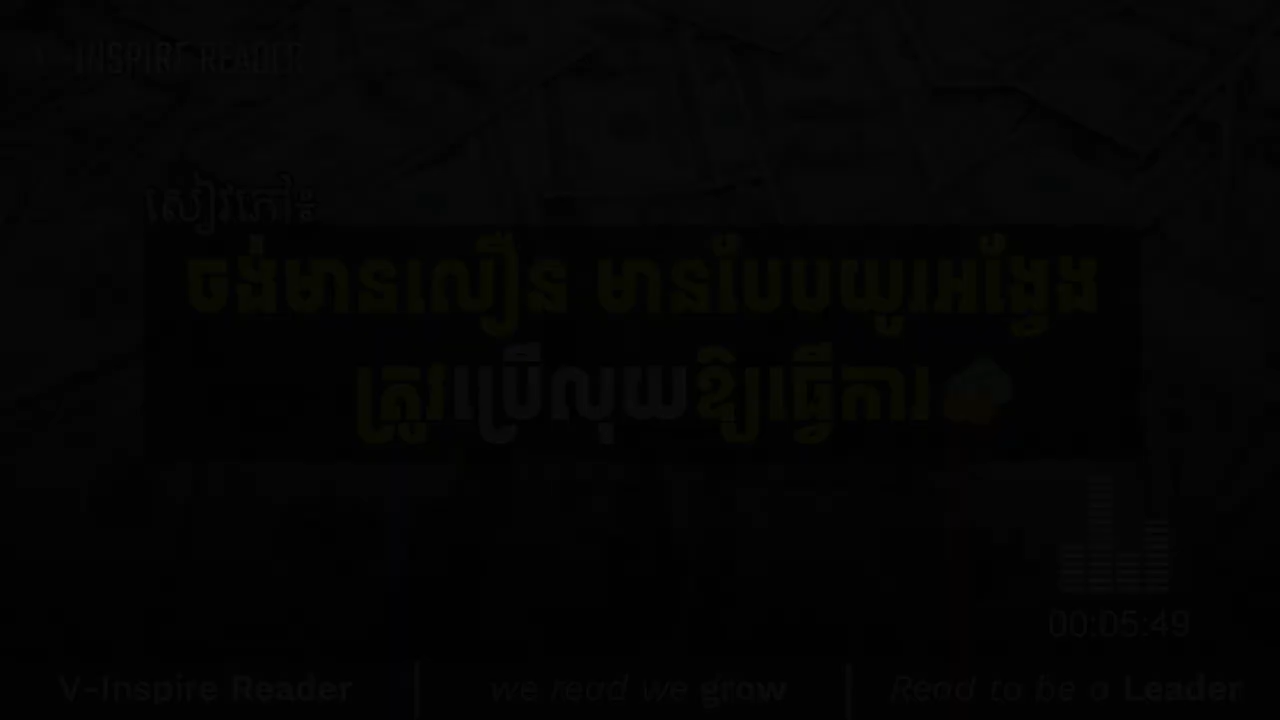 V-INSPIRE READER
សៀវភៅ៖
ចង់មានលឿន មានបែបយូរអង្វែង
ត្រូវប្រើលុយឱ្យធ្វើការ
00:05:49
V-Inspire Reader
we read we grow
Read to be a Leader